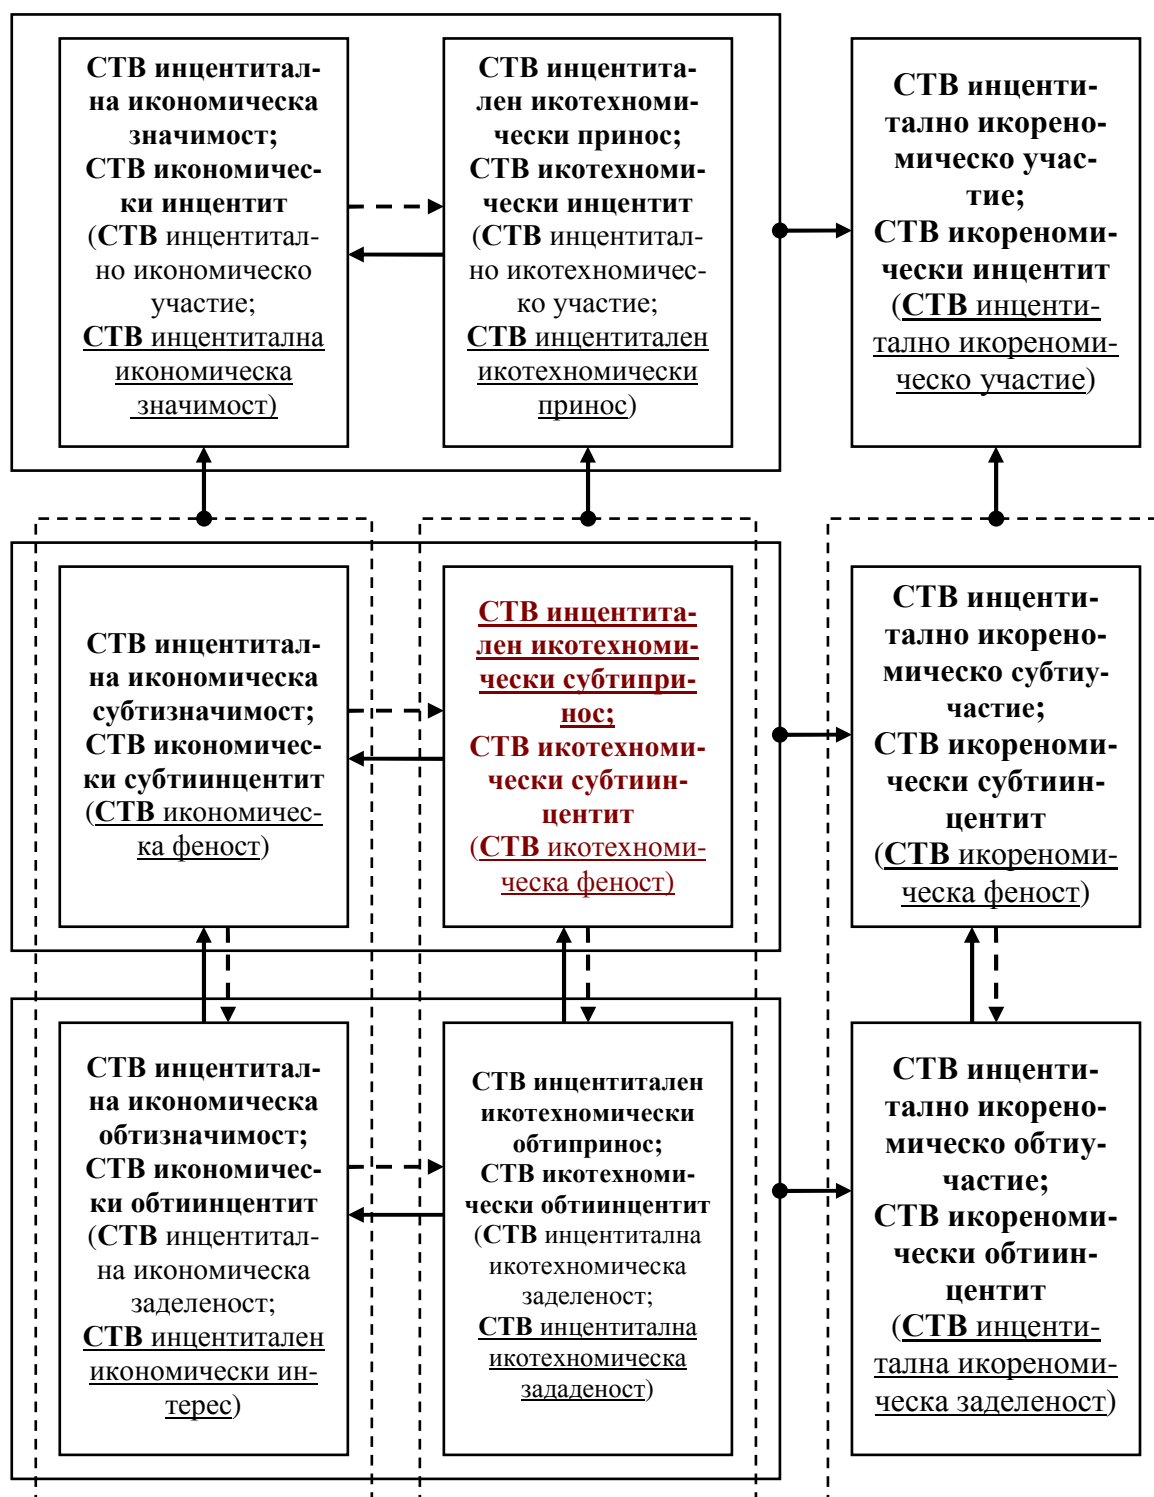 СТВ инцентитал-
на икономическа
значимост;
СТВ икономичес-
ки инцентит
(СТВ инцентитал-
но икономическо
участие;
СТВ инцентитална
икономическа
значимост)
СТВ инцентита-
лен икотехноми-
чески принос;
СТВ икотехноми-
чески инцентит
(СТВ инцентитал-
но икотехномичес-
ко участие;
СТВ инцентитален
икотехномически
принос)
СТВ инценти-
тално икорено-
мическо учас-
тие;
СТВ икореноми-
чески инцентит
(СТВ инценти-
тално икореноми-
ческо участие)
СТВ инцентитал-
на икономическа
субтизначимост;
СТВ икономичес-
ки субтиинцентит
(СТВ икономичес-
ка феност)
СТВ инцентита-
лен икотехноми-
чески субтипри-
нос;
СТВ икотехноми-
чески субтиин-
центит
(СТВ икотехноми-
ческа феност)
СТВ инценти-
тално икорено-
мическо субтиу-
частие;
СТВ икореноми-
чески субтиин-
центит
(СТВ икореноми-
ческа феност)
СТВ инцентитал-
на икономическа
обтизначимост;
СТВ икономичес-
ки обтиинцентит
(СТВ инцентитал-
на икономическа
заделеност;
СТВ инцентитален
икономически ин-
терес)
СТВ инцентитален
икотехномически
обтипринос;
СТВ икотехноми-
чески обтиинцентит
(СТВ инцентитална
икотехномическа
заделеност;
СТВ инцентитална
икотехномическа
зададеност)
СТВ инценти-
тално икорено-
мическо обтиу-
частие;
СТВ икореноми-
чески обтиин-
центит
(СТВ инценти-
тална икореноми-
ческа заделеност)